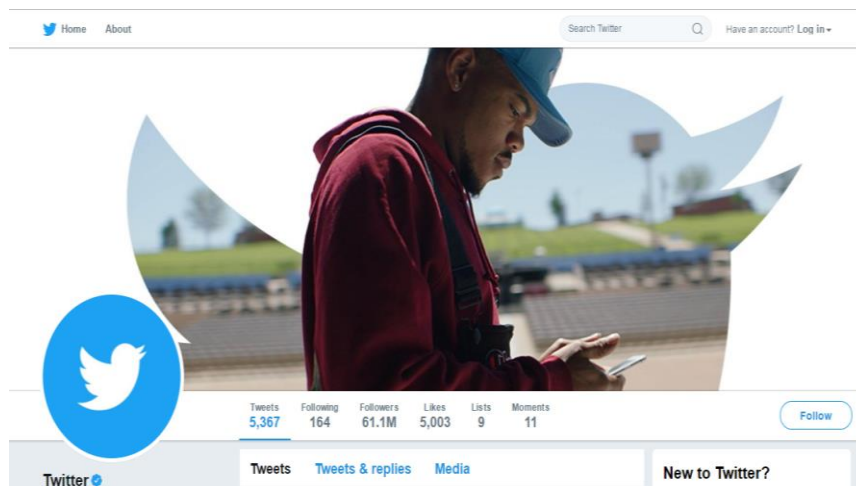 Home About Search Twitter Have an account? Log in
Tweets Following Followers Likes Lists Moments
5,367 164 61.1M 5,003 9 11
Follow
Tweets Tweets & replies Media
New to Twitter?
Twitter